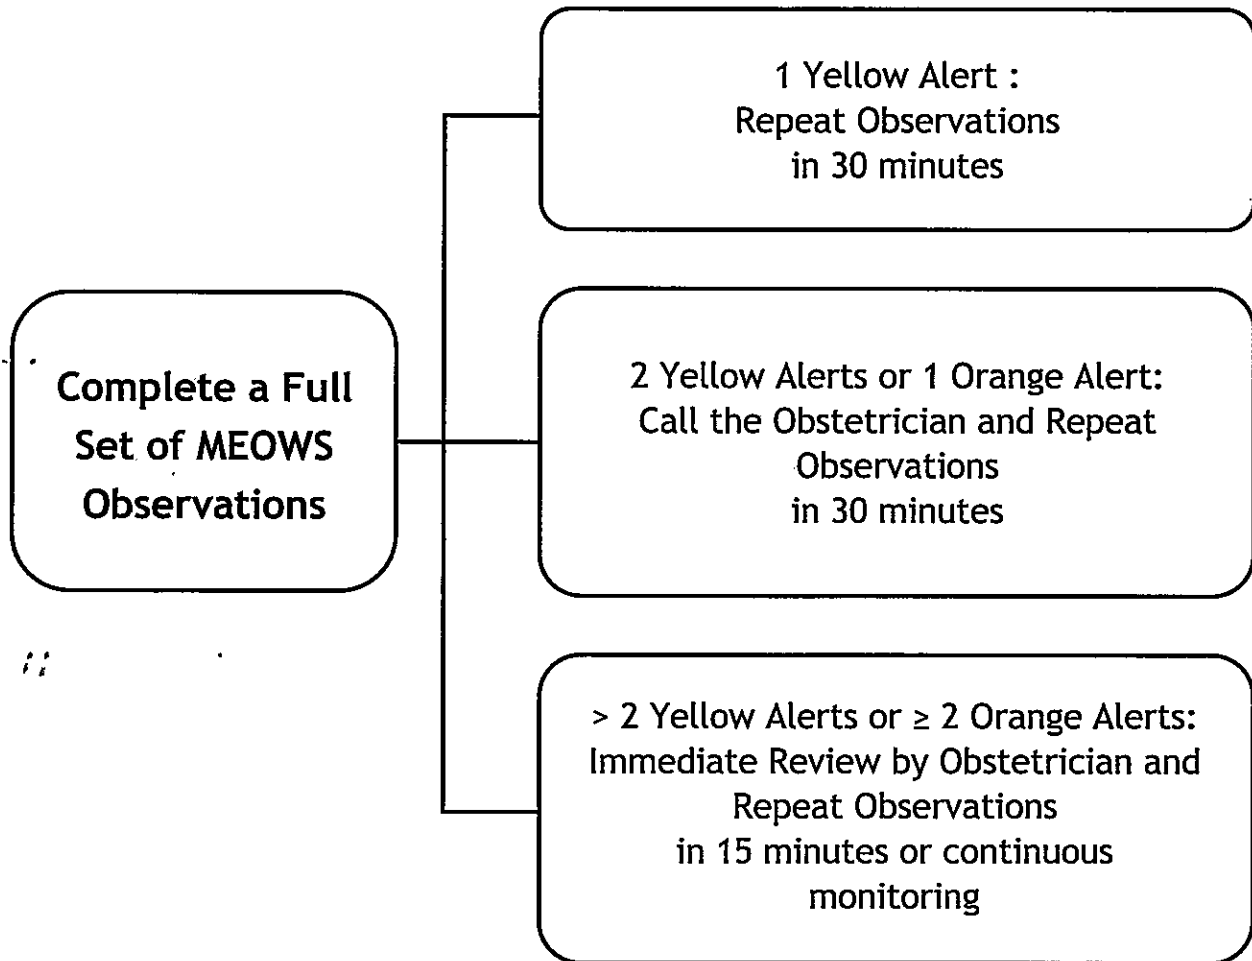 Complete a Full
Set of MEOWS
Observations
1 Yellow Alert :
Repeat Observations
in 30 minutes
2 Yellow Alerts or 1 Orange Alert:
Call the Obstetrician and Repeat
Observations
in 30 minutes
> 2 Yellow Alerts or ≥ 2 Orange Alerts:
Immediate Review by Obstetrician and
Repeat Observations
in 15 minutes or continuous
monitoring